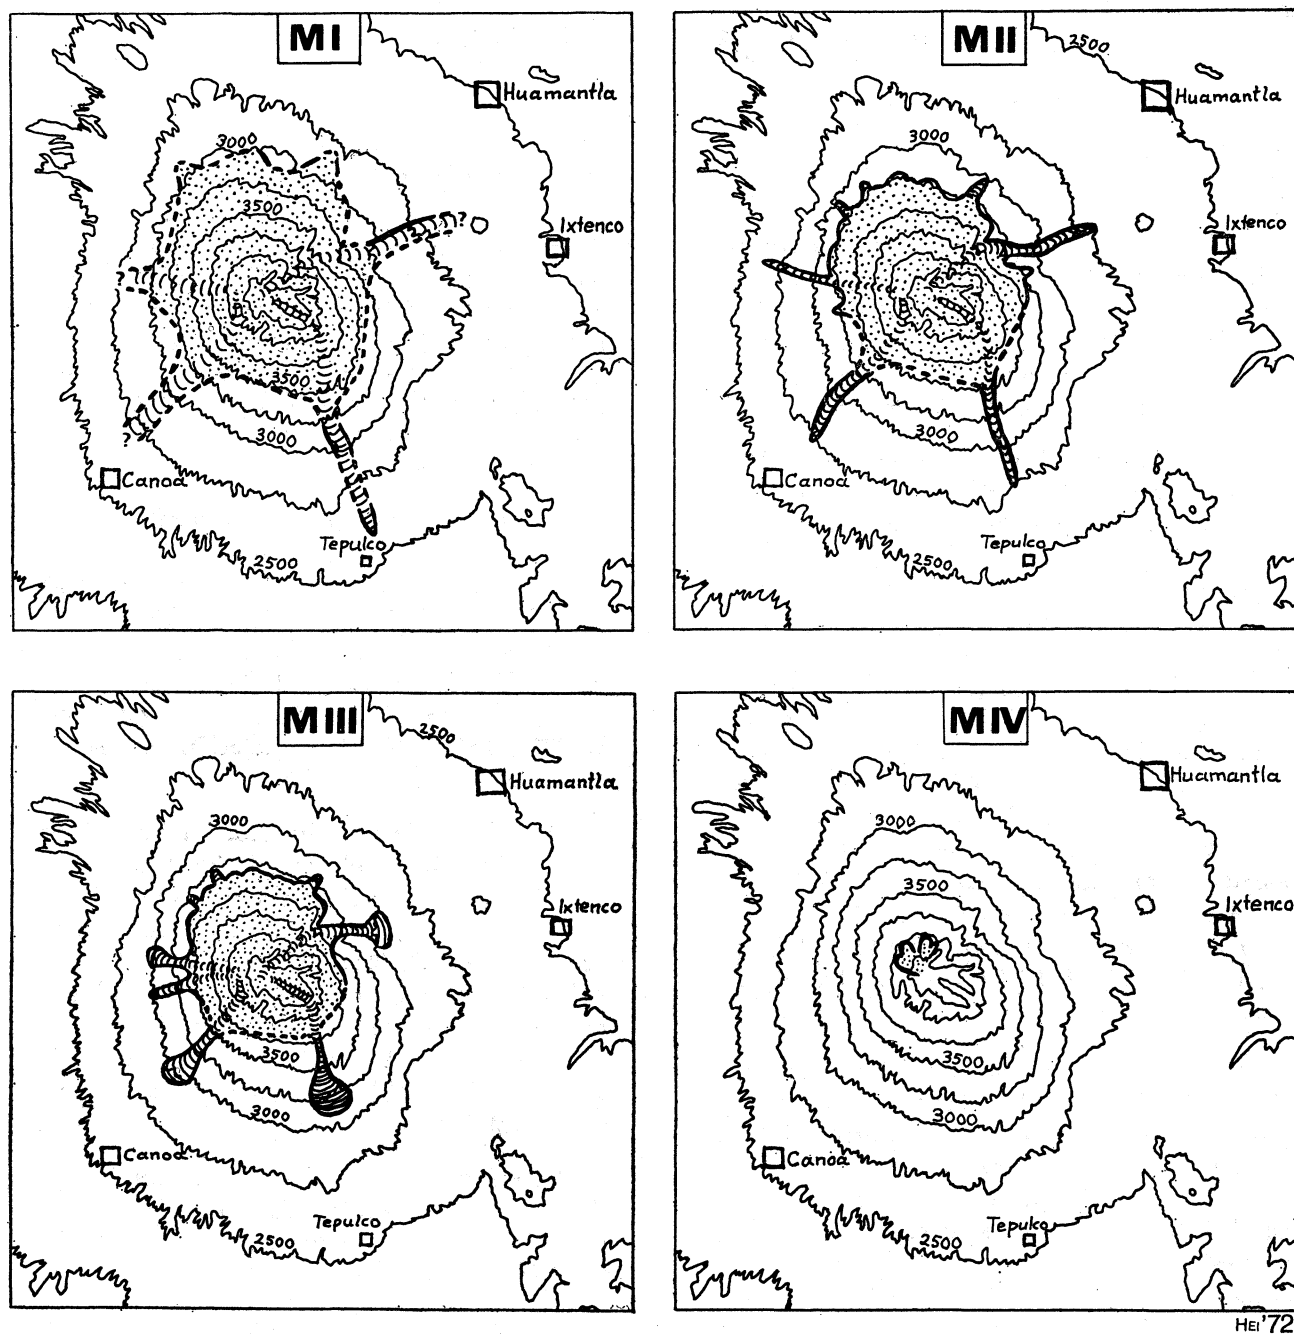 MI
Huamantla
3000
3500
?
Ixtenco
?
3500
3000
?
Canoa
Tepulco
2500
MII
2500
Huamantla
3000
Ixtenco
3000
Canoa
Tepulco
2500
MIII
2500
Huamantla
3000
Ixtenco
3500
3000
Canoa
Tepulco
2500
MIV
Huamantla
3000
3500
Ixtenco
3500
3000
Canoa
Tepulco
2500
HEI'72